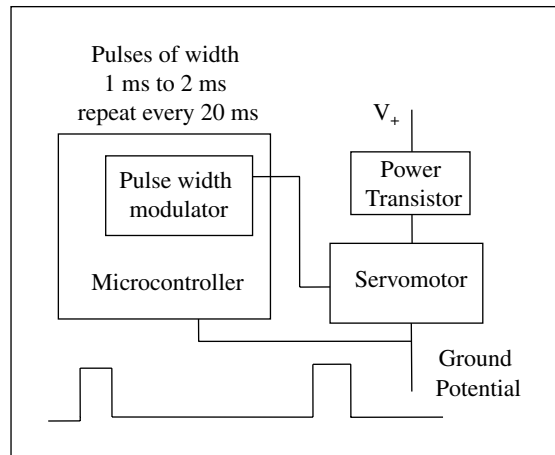 Pulses of width
1 ms to 2 ms
repeat every 20 ms
V+
Power
Transistor
Pulse width
modulator
Microcontroller
Servomotor
Ground
Potential